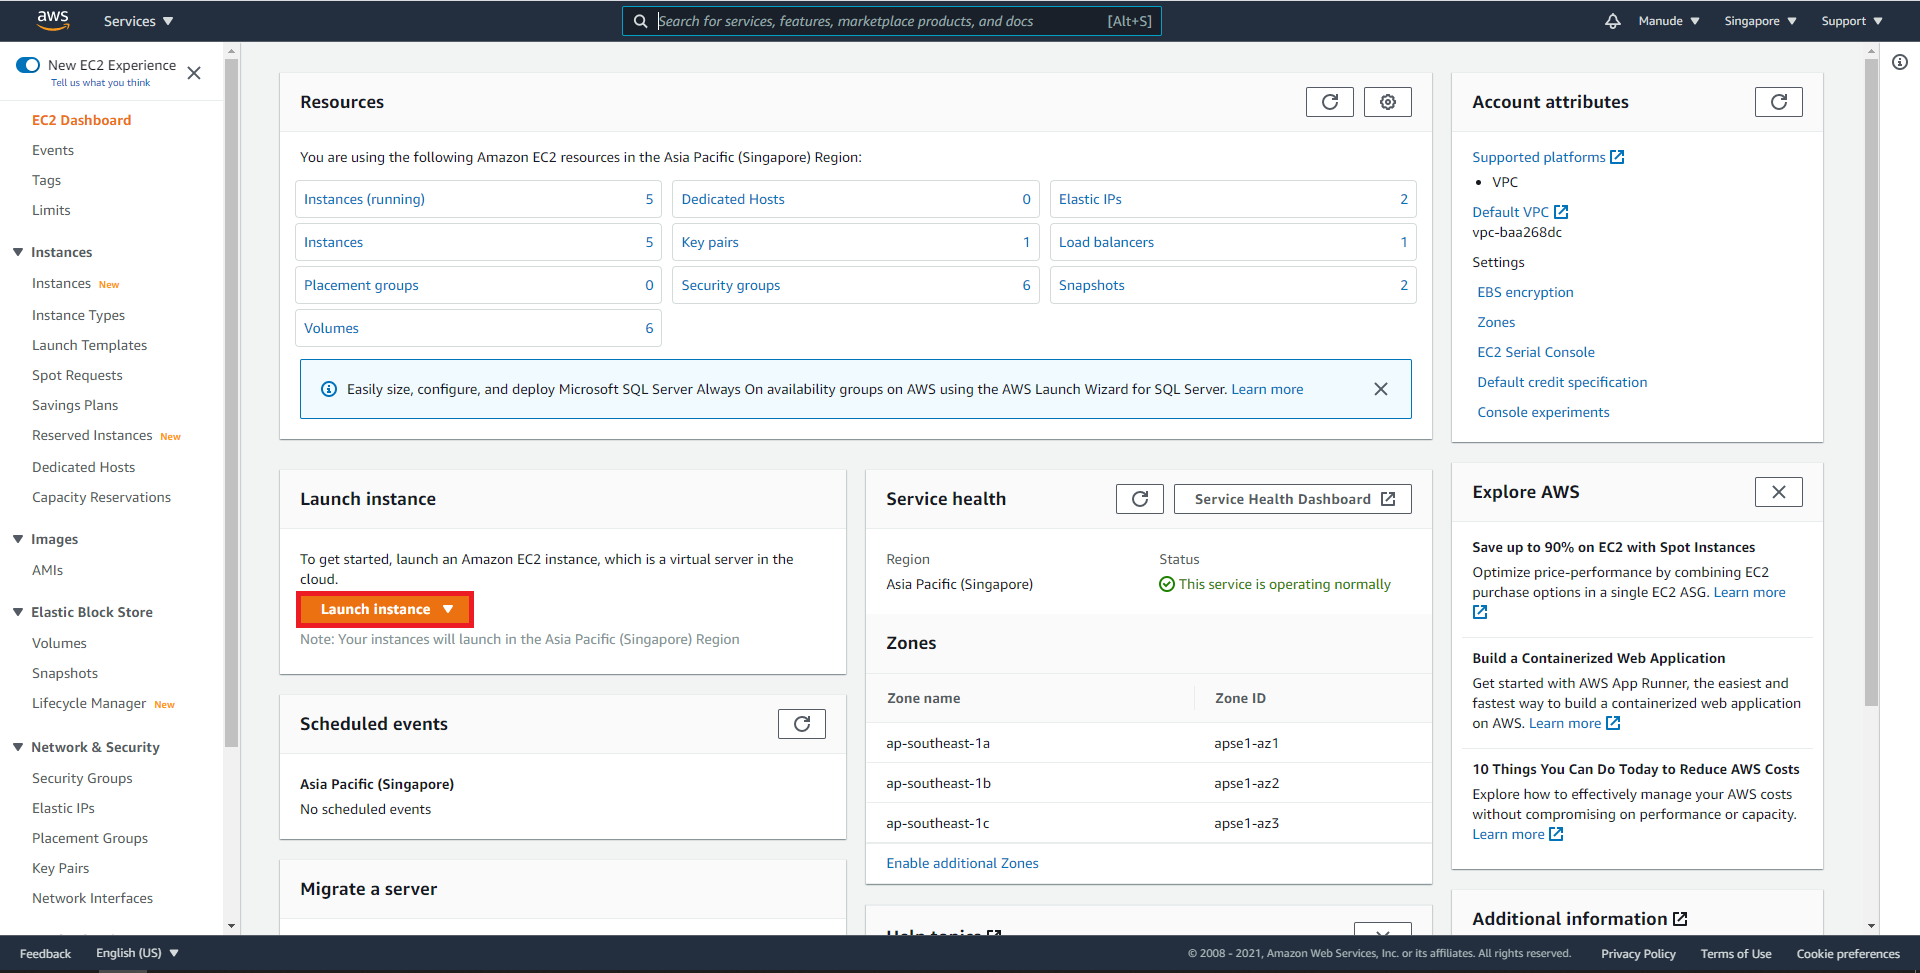 aws
Services
Search for services, features, marketplace products, and docs [Alt+S]
Manude
Singapore
Support
New EC2 Experience
Tell us what you think
EC2 Dashboard
Events
Tags
Limits
Instances
Instances New
Instance Types
Launch Templates
Spot Requests
Savings Plans
Reserved Instances New
Dedicated Hosts
Capacity Reservations
Images
AMIs
Elastic Block Store
Volumes
Snapshots
Lifecycle Manager New
Network & Security
Security Groups
Elastic IPs
Placement Groups
Key Pairs
Network Interfaces
Resources
You are using the following Amazon EC2 resources in the Asia Pacific (Singapore) Region:
Instances (running) 5
Dedicated Hosts 0
Elastic IPs 2
Instances 5
Key pairs 1
Load balancers 1
Placement groups 0
Security groups 6
Snapshots 2
Volumes 6
Easily size, configure, and deploy Microsoft SQL Server Always On availability groups on AWS using the AWS Launch Wizard for SQL Server. Learn more
Launch instance
To get started, launch an Amazon EC2 instance, which is a virtual server in the
cloud.
Launch instance
Note: Your instances will launch in the Asia Pacific (Singapore) Region
Scheduled events
Asia Pacific (Singapore)
No scheduled events
Migrate a server
Service health
Service Health Dashboard
Region
Status
Asia Pacific (Singapore)
This service is operating normally
Zones
Zone name
Zone ID
ap-southeast-1a
apse1-az1
ap-southeast-1b
apse1-az2
ap-southeast-1c
apse1-az3
Enable additional Zones
Help topics
Account attributes
Supported platforms
• VPC
Default VPC
vpc-baa268dc
Settings
EBS encryption
Zones
EC2 Serial Console
Default credit specification
Console experiments
Explore AWS
Save up to 90% on EC2 with Spot Instances
Optimize price-performance by combining EC2
purchase options in a single EC2 ASG. Learn more
Build a Containerized Web Application
Get started with AWS App Runner, the easiest and
fastest way to build a containerized web application
on AWS. Learn more
10 Things You Can Do Today to Reduce AWS Costs
Explore how to effectively manage your AWS costs
without compromising on performance or capacity.
Learn more
Additional information
Feedback
English (US)
© 2008 - 2021, Amazon Web Services, Inc. or its affiliates. All rights reserved.
Privacy Policy
Terms of Use
Cookie preferences